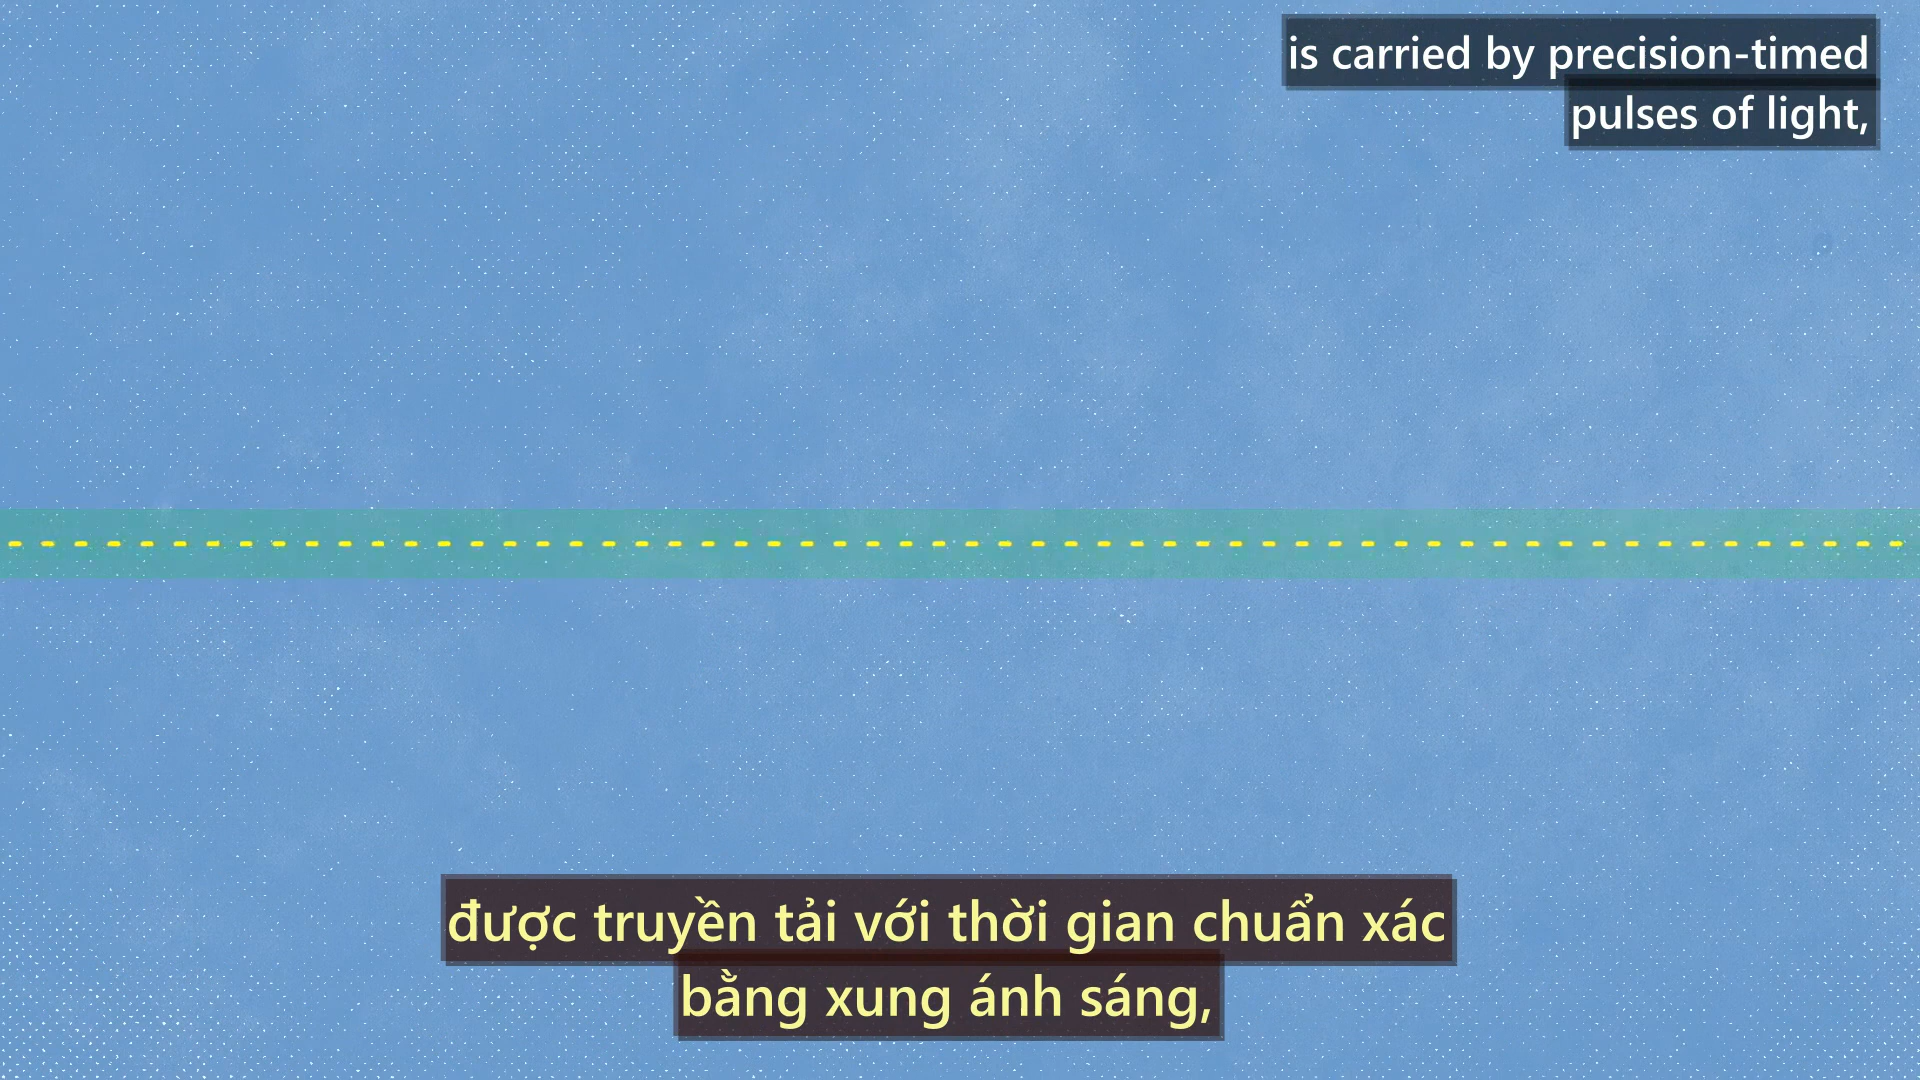 is carried by precision-timed
pulses of light,
được truyền tải với thời gian chuẩn xác
bằng xung ánh sáng,